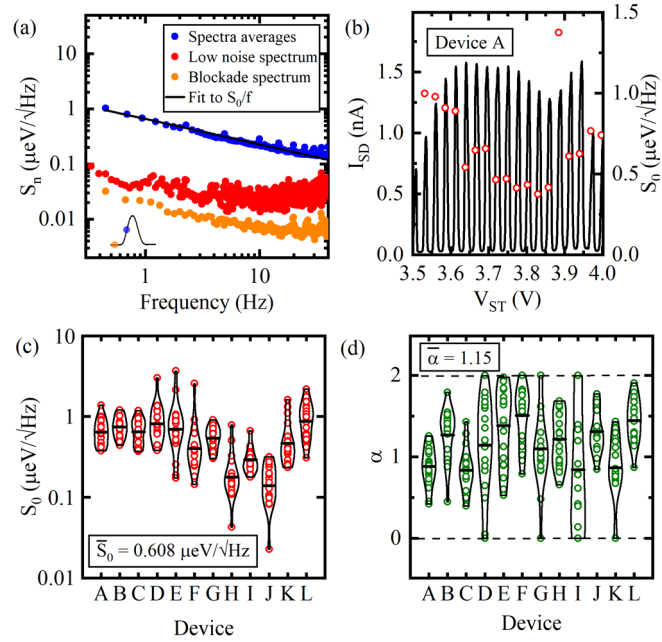 (a)
10
1
0.1
0.01
Sn (µeV/√Hz)
Spectra averages
Low noise spectrum
Blockade spectrum
Fit to S0/f
1
10
Frequency (Hz)
(b)
Device A
2.0
1.5
1.0
0.5
0.0
ISD (nA)
1.5
1.0
0.5
0.0
S0 (µeV/√Hz)
3.5 3.6 3.7 3.8 3.9 4.0
VST (V)
(c)
10
1
0.1
0.01
S0 (µeV/√Hz)
S̅0 = 0.608 µeV/√Hz
A B C D E F G H I J K L
Device
(d)
α̅ = 1.15
2
1
0
α
A B C D E F G H I J K L
Device